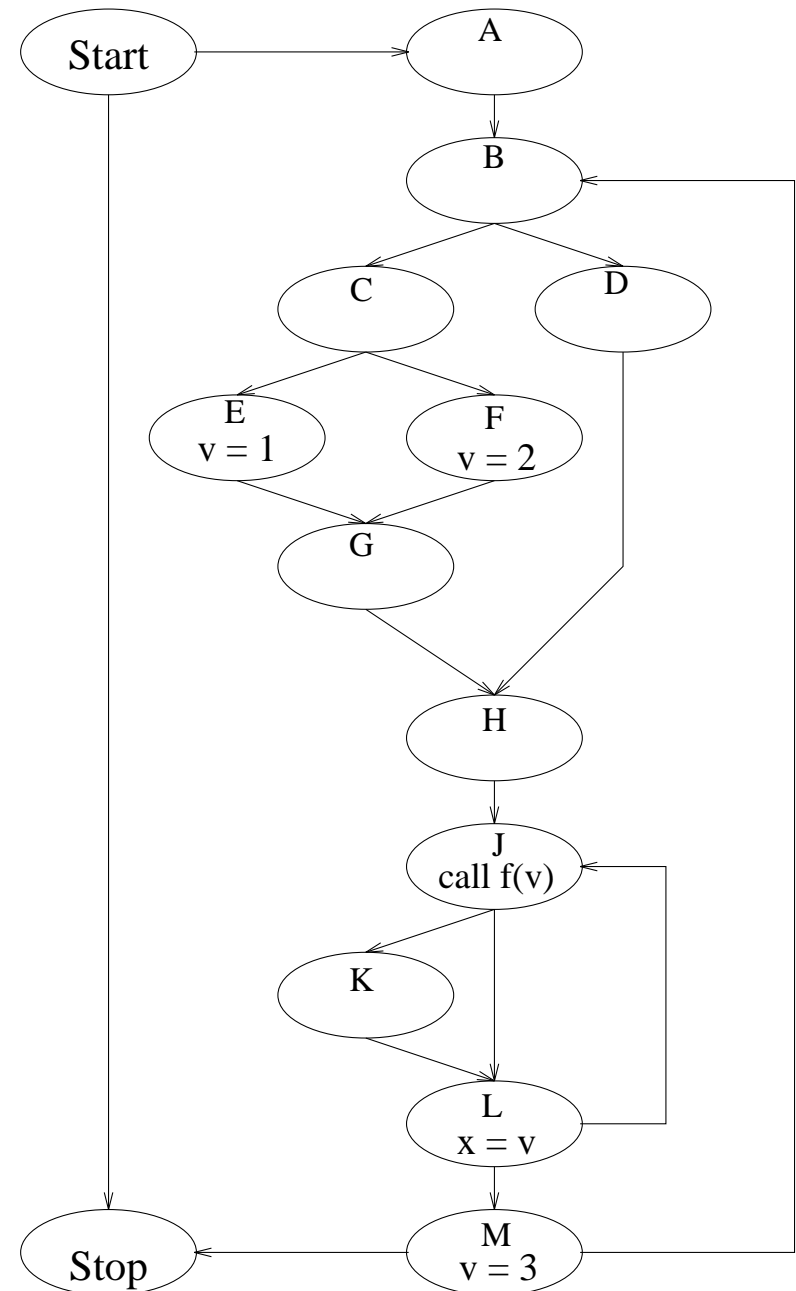 Start
A
B
C
D
E
v = 1
F
v = 2
G
H
J
call f(v)
K
L
x = v
M
v = 3
Stop